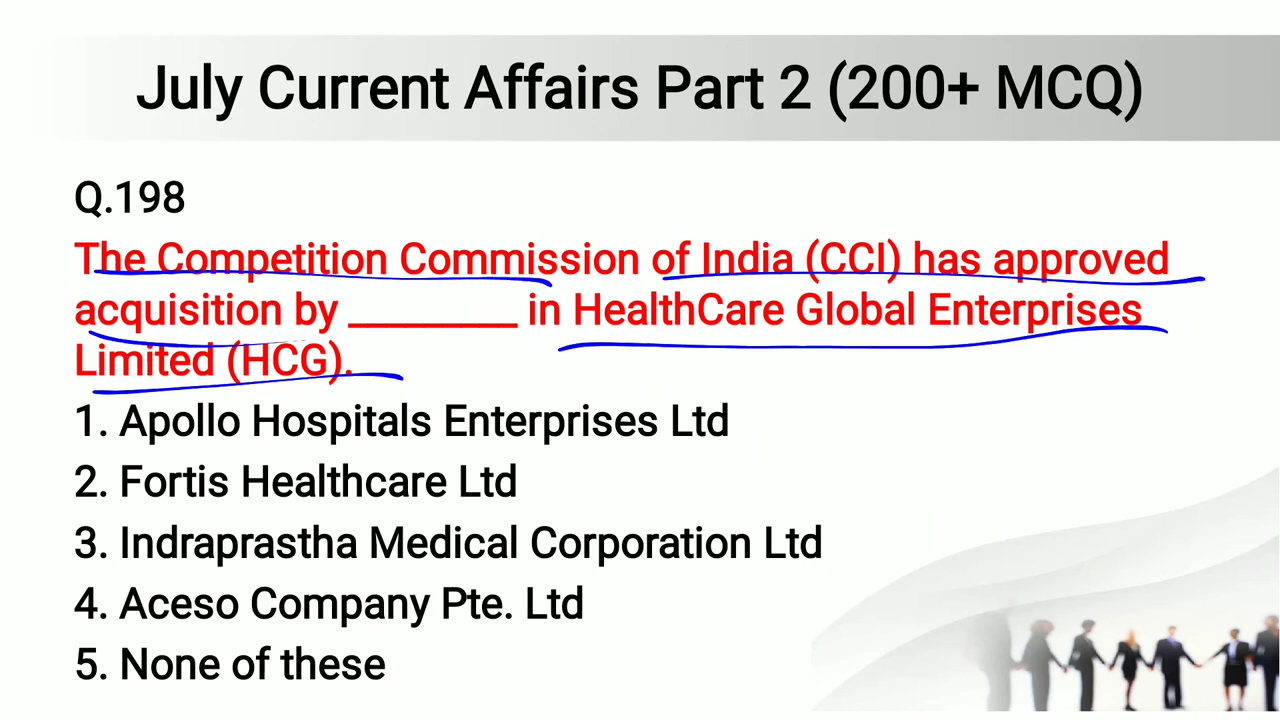 July Current Affairs Part 2 (200+ MCQ)
Q.198
The Competition Commission of India (CCI) has approved
acquisition by _________ in HealthCare Global Enterprises
Limited (HCG).
1. Apollo Hospitals Enterprises Ltd
2. Fortis Healthcare Ltd
3. Indraprastha Medical Corporation Ltd
4. Aceso Company Pte. Ltd
5. None of these